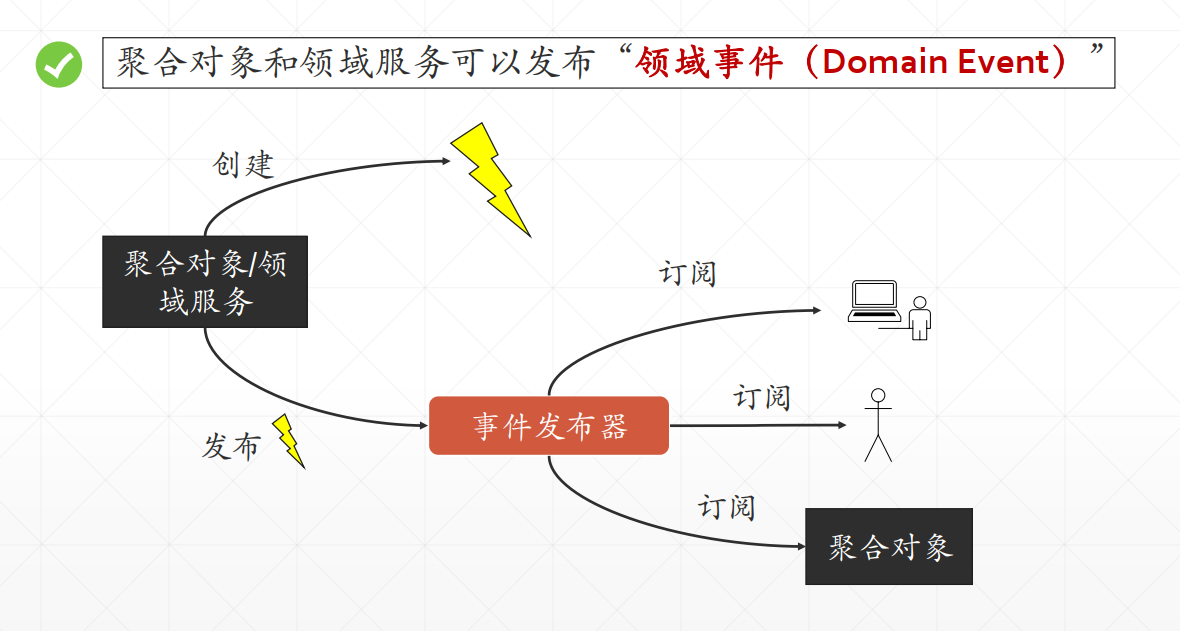 聚合对象和领域服务可以发布“领域事件（Domain Event）”
创建
聚合对象/领
域服务
订阅
订阅
事件发布器
发布
订阅
聚合对象